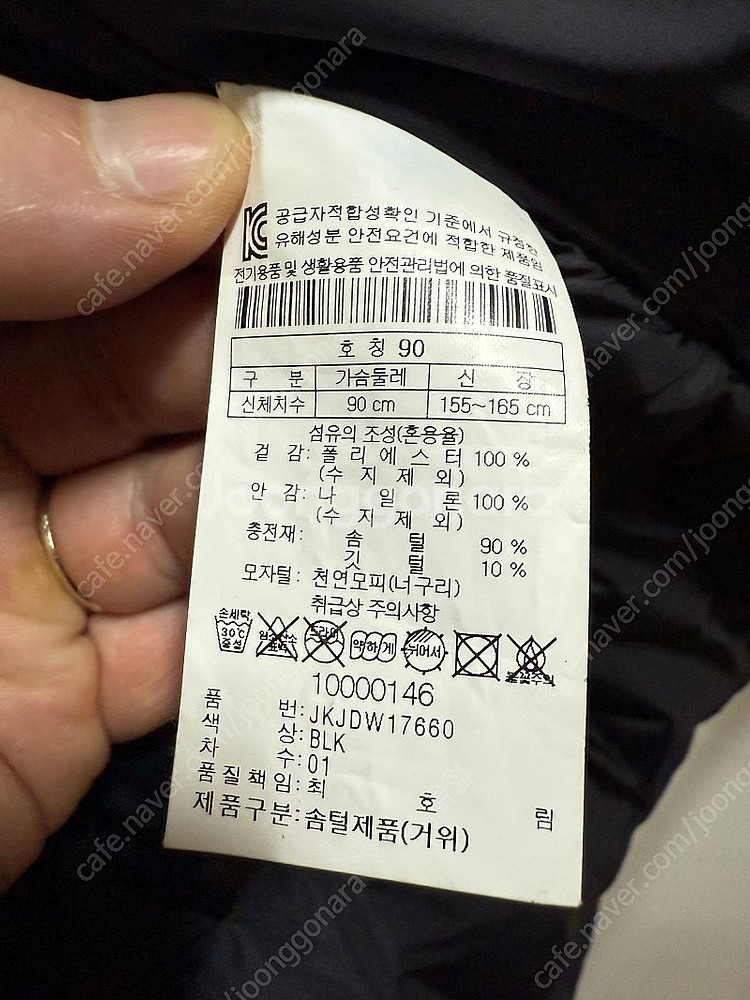 공급자적합성확인 기준에서 규정한
유해성분 안전요건에 적합한 제품임
전기용품 및 생활용품 안전관리법에 의한 품질표시
호 칭 90
구 분 가슴둘레 신 장
신체치수 90 cm 155~165 cm
섬유의 조성(혼용율)
겉 감: 폴 리 에 스 터 100 %
(수 지 제 외)
안 감: 나 일 론 100 %
(수 지 제 외)
충전재: 솜 털 90 %
깃 털 10 %
모자털: 천연모피(너구리)
취급상 주의사항
손세탁
30℃
중성
드라이
약하게
뉘어서
10000146
품 번: JKJDW17660
색 상: BLK
차 수: 01
품 질 책 임: 최 호 림
제품구분: 솜털제품(거위)
Joonggonara
cafe.naver.com/joonggonara